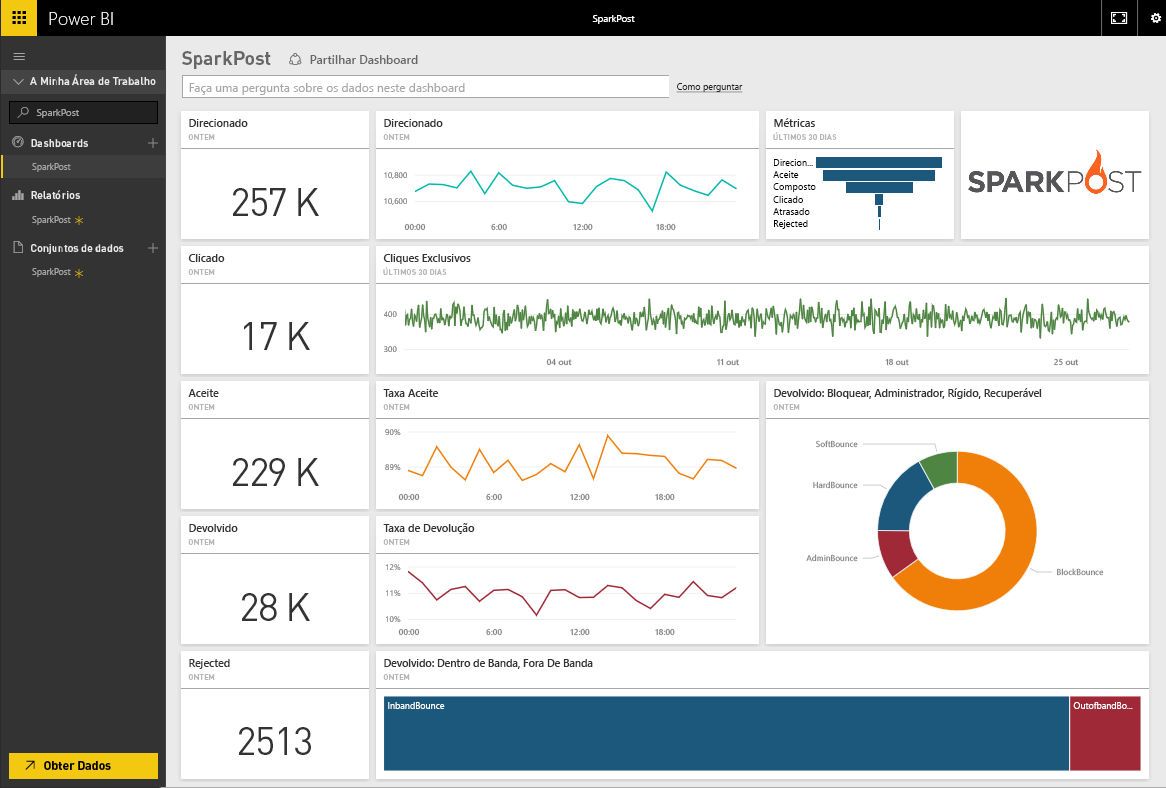 Power BI
SparkPost
A Minha Área de Trabalho
SparkPost
Dashboards
SparkPost
Relatórios
SparkPost
Conjuntos de dados
SparkPost
Obter Dados
SparkPost
Partilhar Dashboard
Faça uma pergunta sobre os dados neste dashboard
Como perguntar
Direcionado
ONTEM
257 K
Direcionado
ONTEM
10,800
10,600
00:00 6:00 12:00 18:00
Métricas
ÚLTIMOS 30 DIAS
Direcion...
Aceite
Composto
Clicado
Atrasado
Rejected
SPARKPOST
Clicado
ONTEM
17 K
Cliques Exclusivos
ÚLTIMOS 30 DIAS
400
300
04 out 11 out 18 out 25 out
Aceite
ONTEM
229 K
Taxa Aceite
ONTEM
90%
89%
00:00 6:00 12:00 18:00
Devolvido: Bloquear, Administrador, Rígido, Recuperável
ONTEM
SoftBounce
HardBounce
AdminBounce
BlockBounce
Devolvido
ONTEM
28 K
Taxa de Devolução
ONTEM
12%
11%
10%
00:00 6:00 12:00 18:00
Rejected
ONTEM
2513
Devolvido: Dentro de Banda, Fora De Banda
ONTEM
InbandBounce
OutofbandBo...